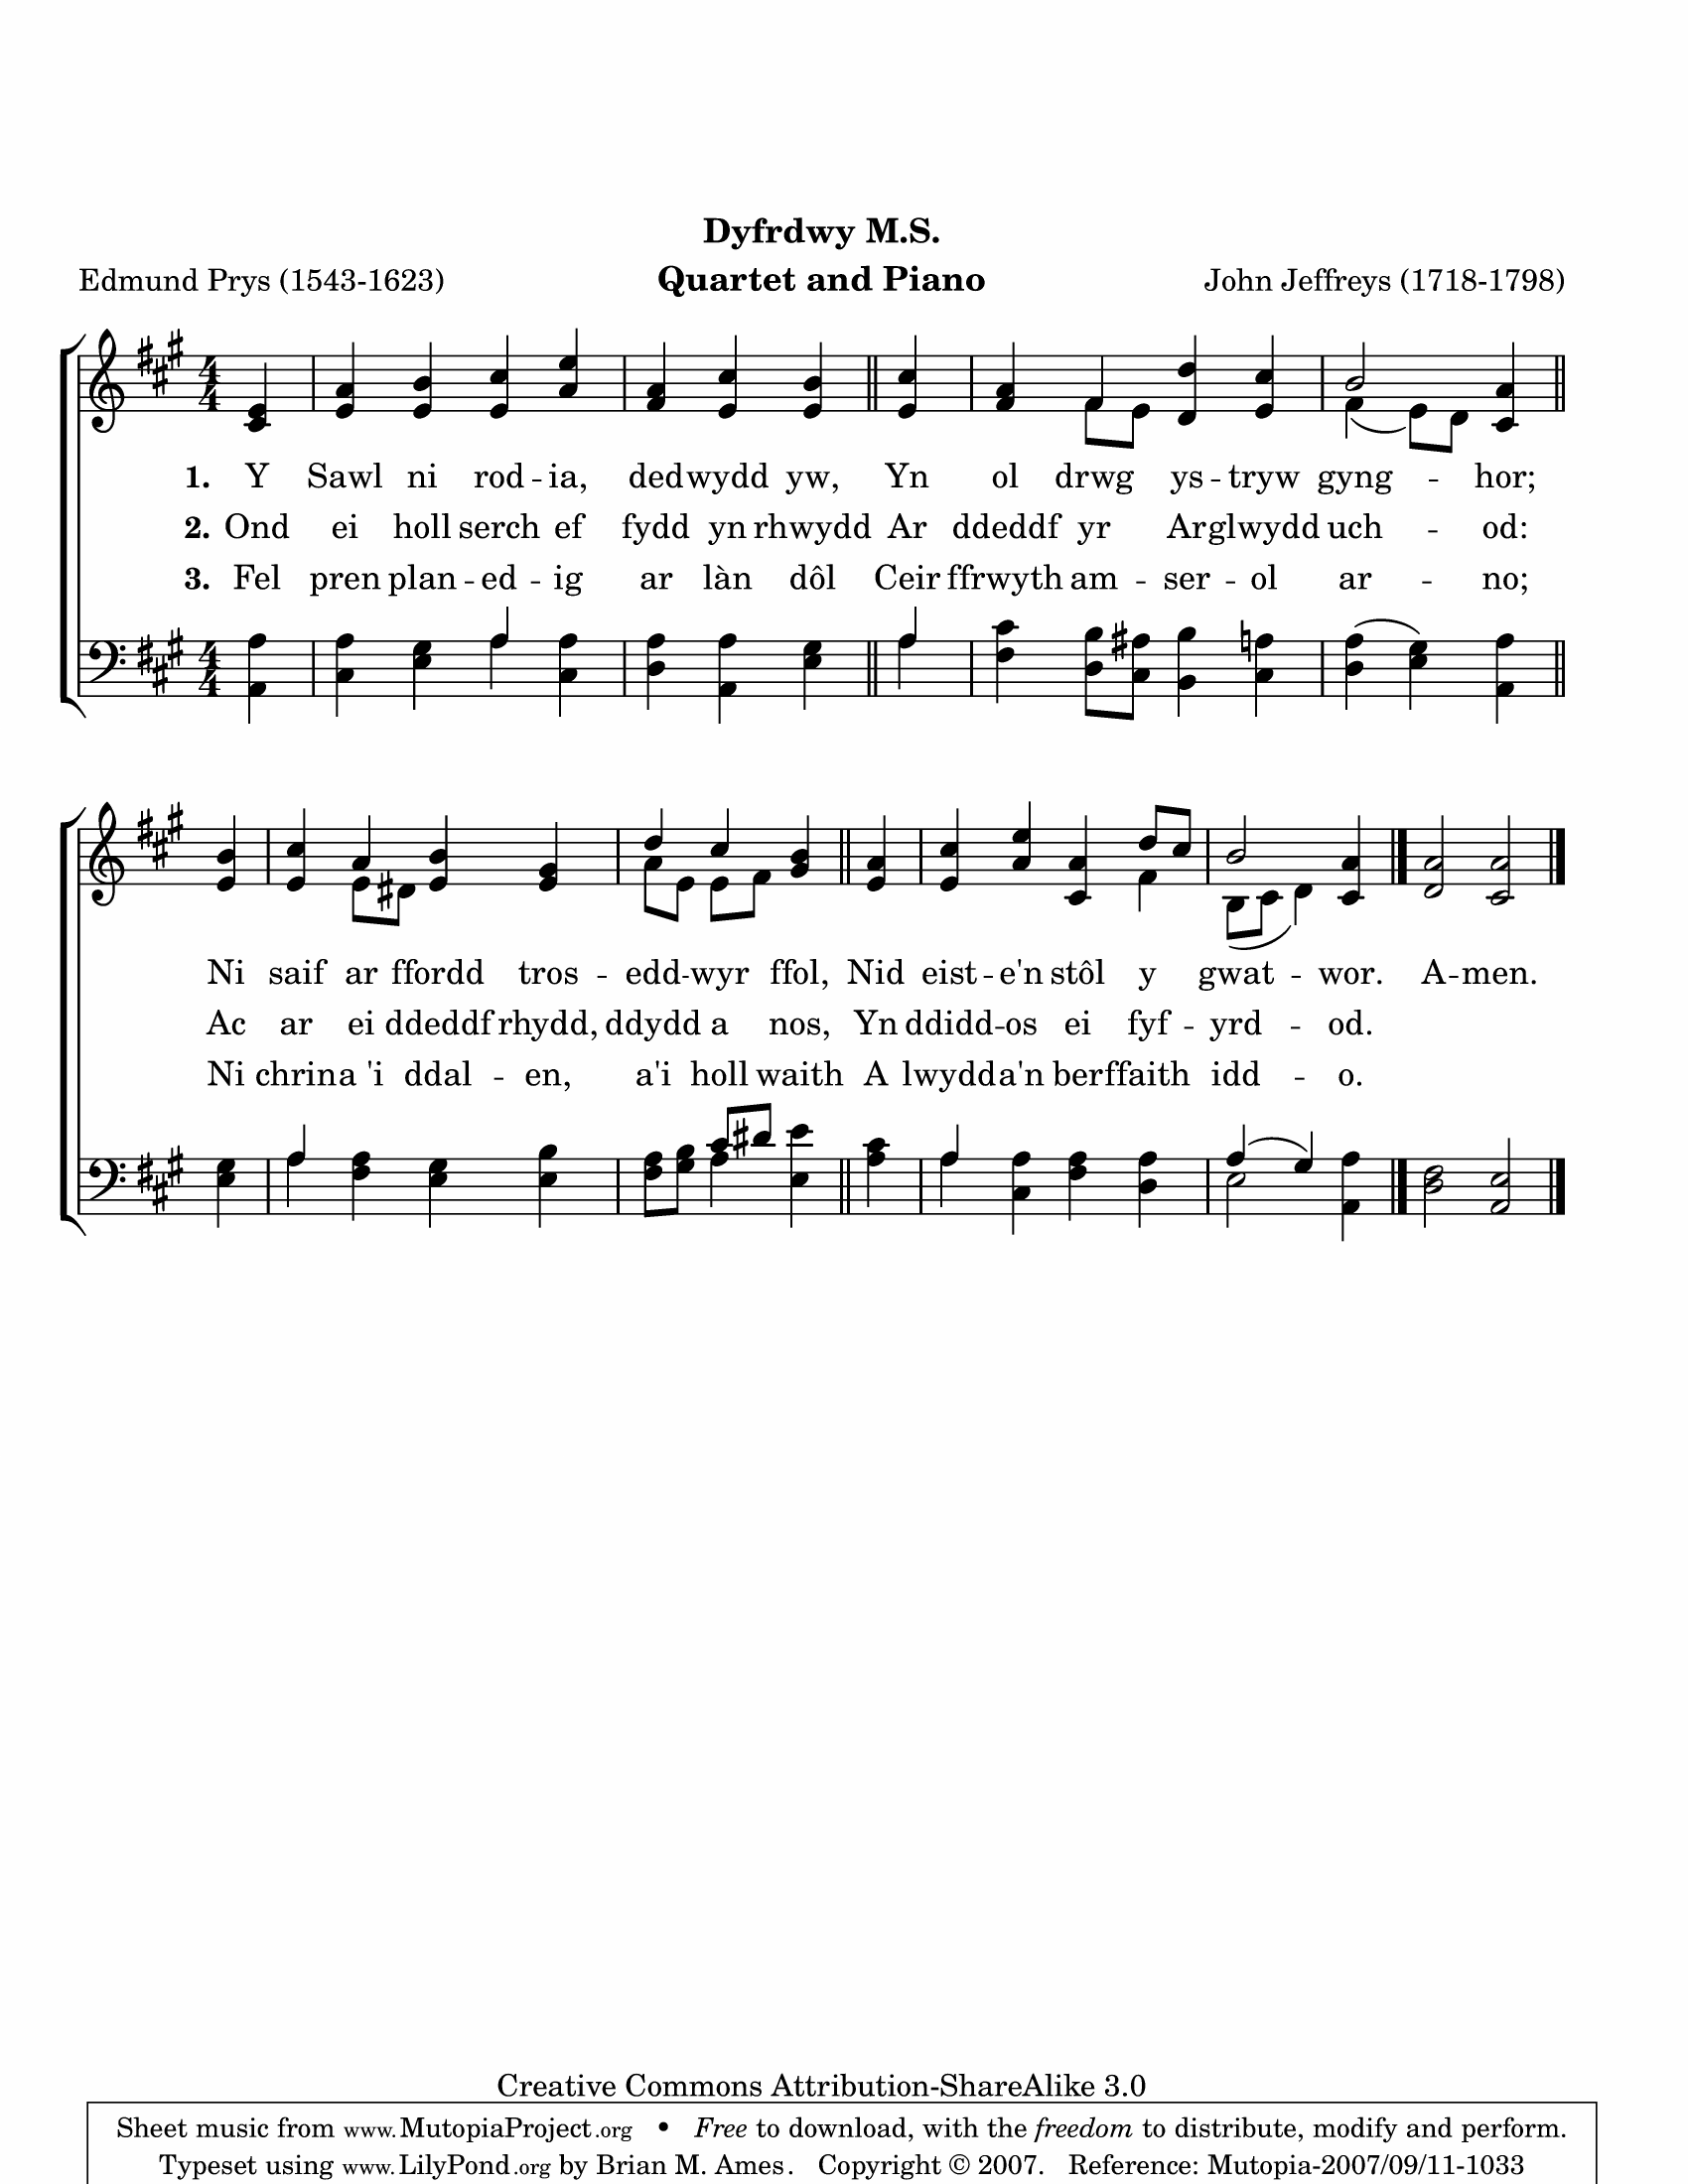 Dyfrdwy M.S.
Edmund Prys (1543-1623) Quartet and Piano John Jeffreys (1718-1798)
1. Y Sawl ni rod -- ia, dedwydd yw, Yn ol drwg ys -- tryw gyng -- hor;
2. Ond ei holl serch ef fydd yn rhwydd Ar ddeddf yr Arglwydd uch -- od:
3. Fel pren plan -- ed -- ig ar làn dôl Ceir ffrwyth am -- ser -- ol ar -- no;
Ni saif ar ffordd tros -- edd -- wyr ffol, Nid eist -- e'n stôl y gwat -- wor. A -- men.
Ac ar ei ddeddf rhydd, ddydd a nos, Yn ddidd -- os ei fyf -- yrd -- od.
Ni chrina 'i ddal -- en, a'i holl waith A lwydda'n berffaith idd -- o.
Creative Commons Attribution-ShareAlike 3.0
Sheet music from www.MutopiaProject.org • Free to download, with the freedom to distribute, modify and perform.
Typeset using www.LilyPond.org by Brian M. Ames. Copyright © 2007. Reference: Mutopia-2007/09/11-1033